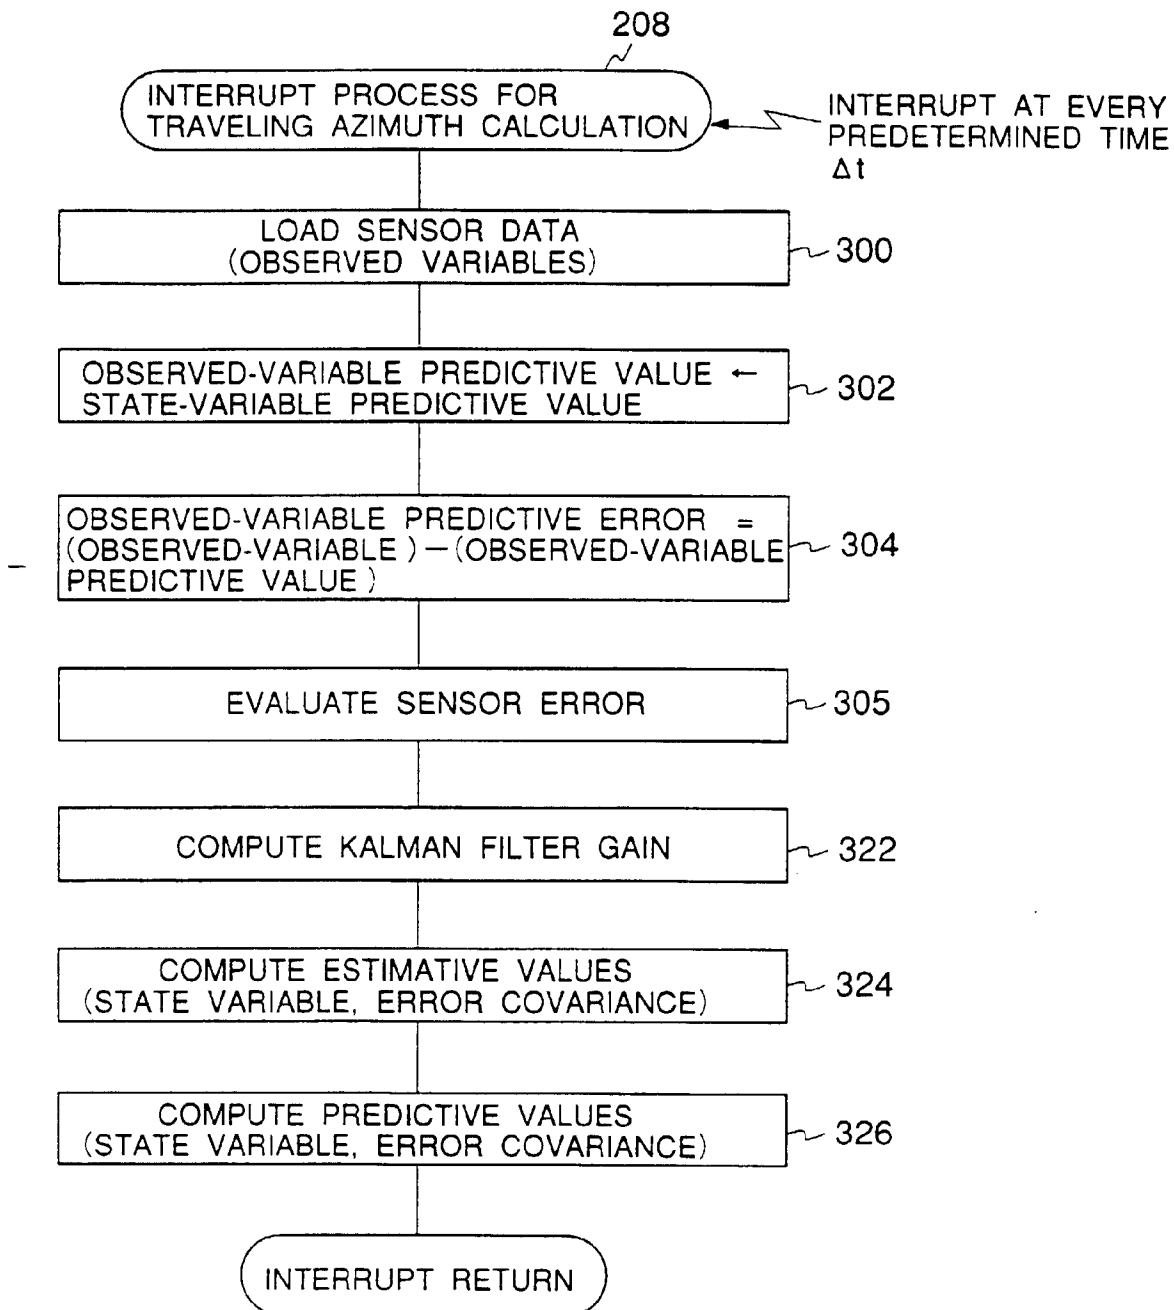 208
INTERRUPT PROCESS FOR
TRAVELING AZIMUTH CALCULATION
INTERRUPT AT EVERY
PREDETERMINED TIME
Δt
LOAD SENSOR DATA
(OBSERVED VARIABLES)
300
OBSERVED-VARIABLE PREDICTIVE VALUE ←
STATE-VARIABLE PREDICTIVE VALUE
302
OBSERVED-VARIABLE PREDICTIVE ERROR =
(OBSERVED-VARIABLE) — (OBSERVED-VARIABLE
PREDICTIVE VALUE)
304
EVALUATE SENSOR ERROR
305
COMPUTE KALMAN FILTER GAIN
322
COMPUTE ESTIMATIVE VALUES
(STATE VARIABLE, ERROR COVARIANCE)
324
COMPUTE PREDICTIVE VALUES
(STATE VARIABLE, ERROR COVARIANCE)
326
INTERRUPT RETURN